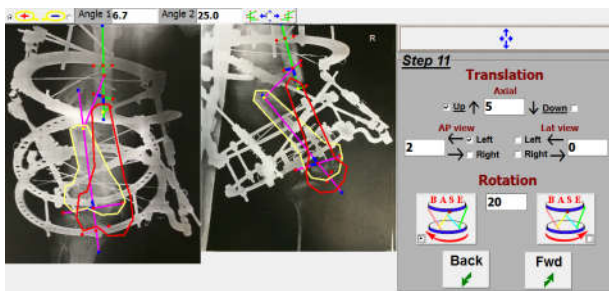 Angle 1 6.7 Angle 2 25.0
R
Step 11
Translation
Axial
Up 5 Down
AP view Lat view
2 Left Left 0
Right Right
Rotation
BASE 20 BASE
Back Fwd